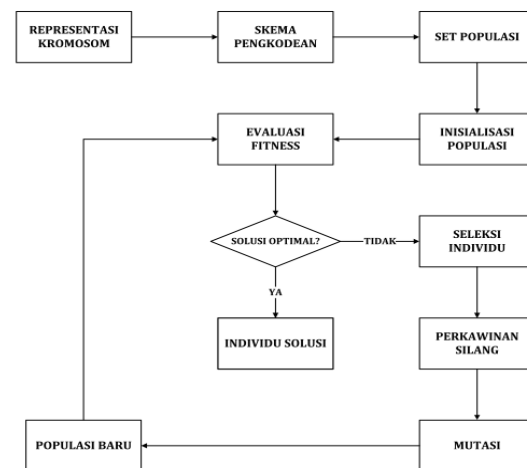 REPRESENTASI
KROMOSOM
SKEMA
PENGKODEAN
SET POPULASI
EVALUASI
FITNESS
INISIALISASI
POPULASI
SOLUSI OPTIMAL?
TIDAK
SELEKSI
INDIVIDU
YA
INDIVIDU SOLUSI
PERKAWINAN
SILANG
POPULASI BARU
MUTASI